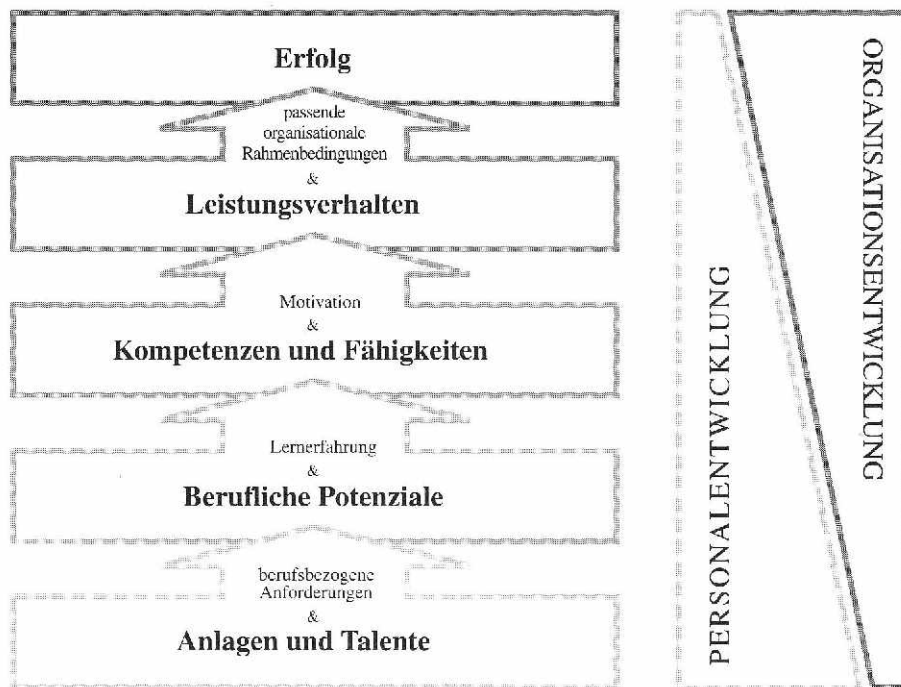 Erfolg
passende
organisationale
Rahmenbedingungen
&
Leistungsverhalten
Motivation
&
Kompetenzen und Fähigkeiten
Lernerfahrung
&
Berufliche Potenziale
berufsbezogene
Anforderungen
&
Anlagen und Talente
PERSONALENTWICKLUNG
ORGANISATIONSENTWICKLUNG